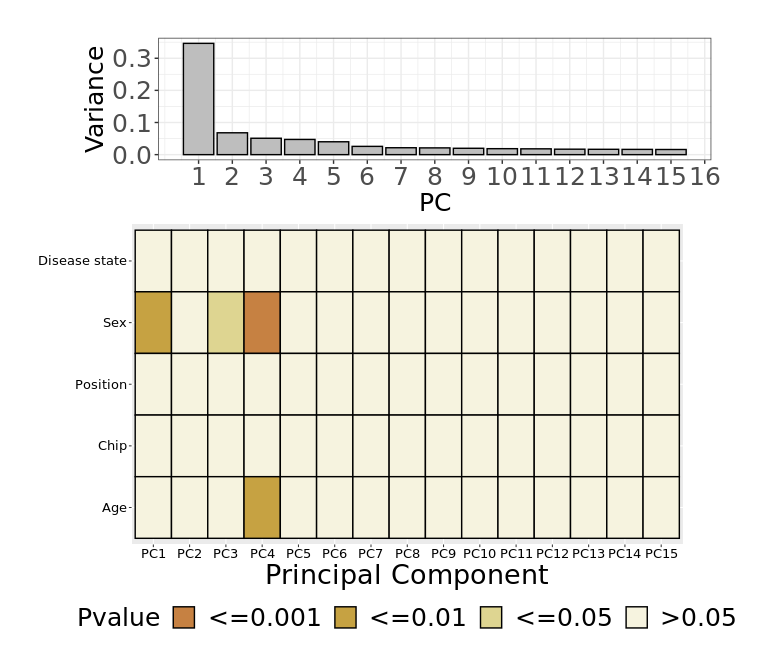 Variance
0.3
0.2
0.1
0.0
1 2 3 4 5 6 7 8 9 10 11 12 13 14 15 16
PC
Disease state
Sex
Position
Chip
Age
PC1 PC2 PC3 PC4 PC5 PC6 PC7 PC8 PC9 PC10 PC11 PC12 PC13 PC14 PC15
Principal Component
Pvalue <=0.001 <=0.01 <=0.05 >0.05